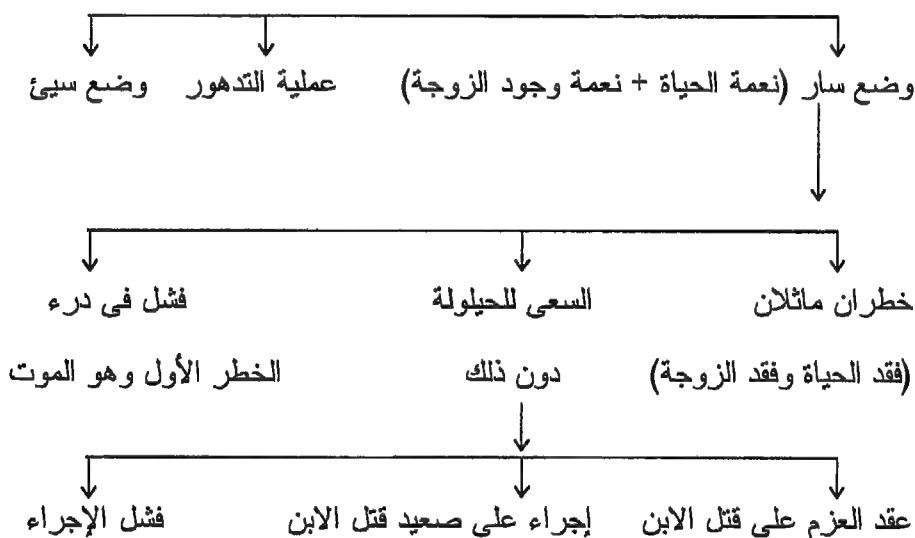 وضع سار (نعمة الحياة + نعمة وجود الزوجة) عملية التدهور وضع سيئ
خطران ماثلان السعى للحيلولة فشل فى درء
(فقد الحياة وفقد الزوجة) دون ذلك الخطر الأول وهو الموت
عقد العزم على قتل الابن إجراء على صعيد قتل الابن فشل الإجراء